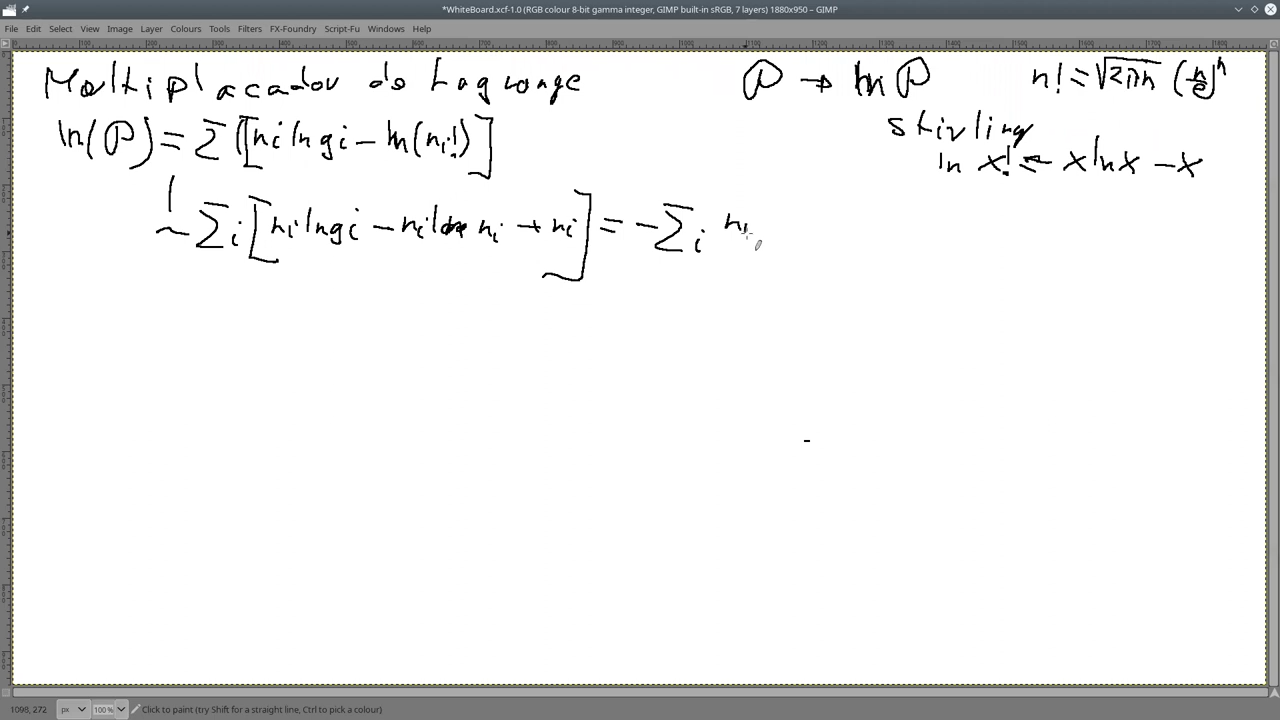 *WhiteBoard.xcf-1.0 (RGB colour 8-bit gamma integer, GIMP built-in sRGB, 7 layers) 1880x950 – GIMP
File Edit Select View Image Layer Colours Tools Filters FX-Foundry Script-Fu Windows Help
Multiplacador de Lagrange P → ln P n! = √2πn (n/e)^n
ln(P) = Σ [ni ln gi − ln(ni!)] Stirling
ln x! ≃ x ln x − x
~ Σi [ni ln gi − ni ln ni + ni] = − Σi ni
1098, 272 px 100 % Click to paint (try Shift for a straight line, Ctrl to pick a colour)